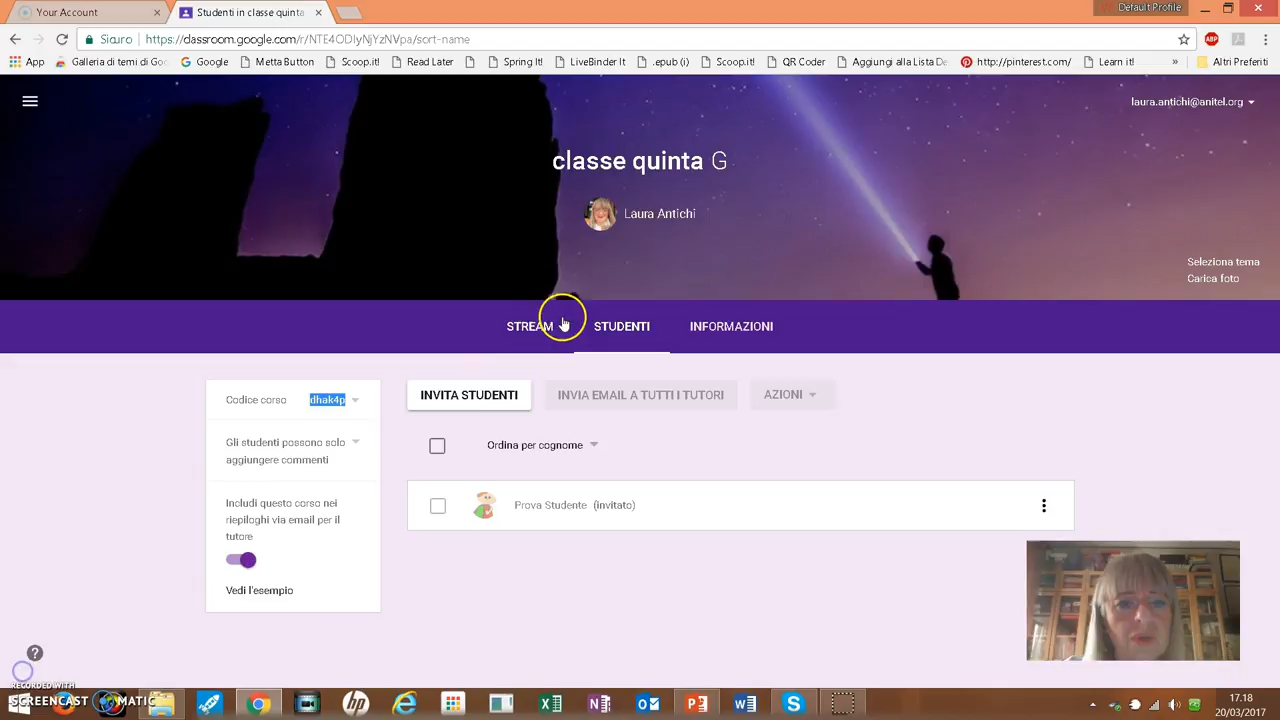 Your Account
Studenti in classe quinta
Default Profile
Sicuro
https://classroom.google.com/r/NTE4ODIyNjYzNVpa/sort-name
ABP
App
Galleria di temi di Goo
Google
Metta Button
Scoop.it!
Read Later
Spring It!
LiveBinder It
.epub (i)
Scoop.it!
QR Coder
Aggiungi alla Lista De
http://pinterest.com/
Learn it!
»
Altri Preferiti
laura.antichi@anitel.org
classe quinta G
Laura Antichi
Seleziona tema
Carica foto
STREAM
STUDENTI
INFORMAZIONI
Codice corso dhak4p
Gli studenti possono solo
aggiungere commenti
Includi questo corso nei
riepiloghi via email per il
tutore
Vedi l'esempio
INVITA STUDENTI
INVIA EMAIL A TUTTI I TUTORI
AZIONI
Ordina per cognome
Prova Studente (invitato)
?
RECORDED WITH
SCREENCAST MATIC
17.18
20/03/2017